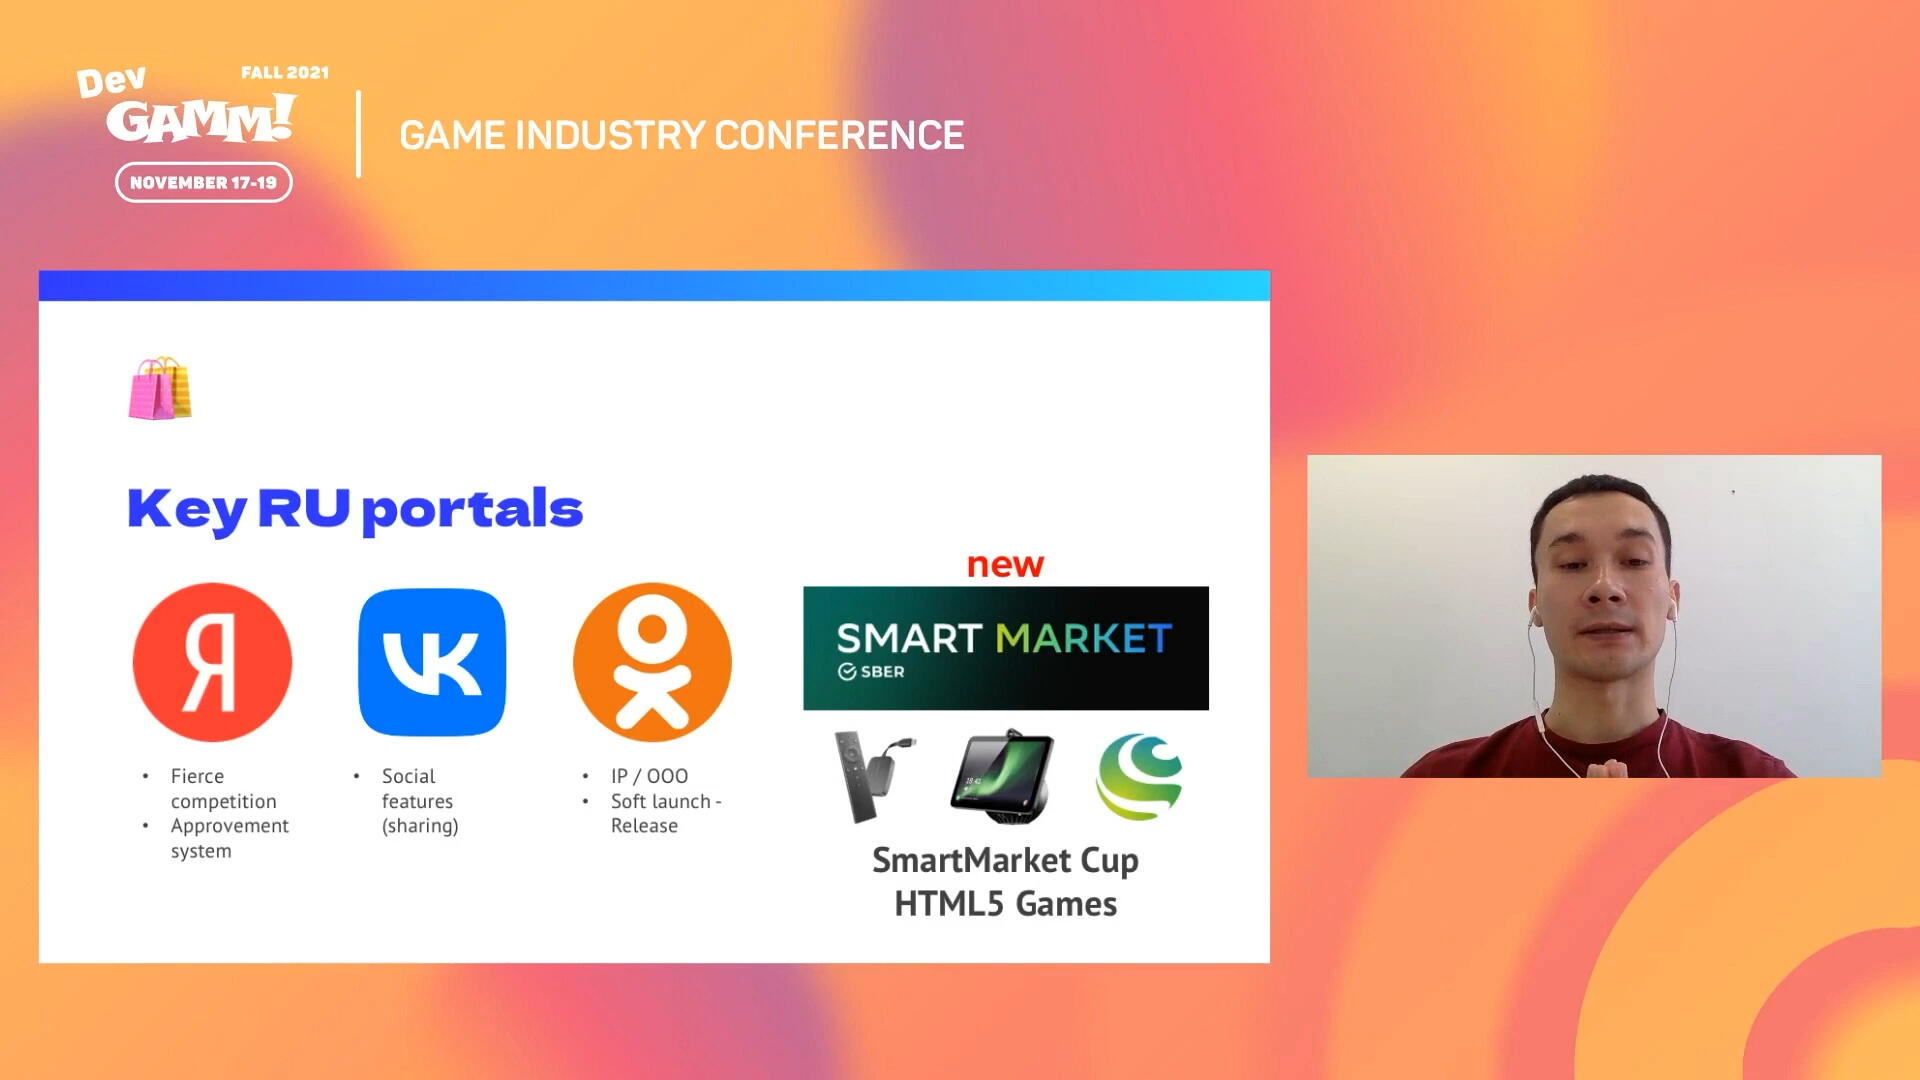 Dev
GAMM!
FALL 2021
NOVEMBER 17-19
GAME INDUSTRY CONFERENCE
Key RU portals
Я
VK
• Fierce
competition
• Approvement
system
• Social
features
(sharing)
• IP / OOO
• Soft launch -
Release
new
SMART MARKET
SBER
SmartMarket Cup
HTML5 Games